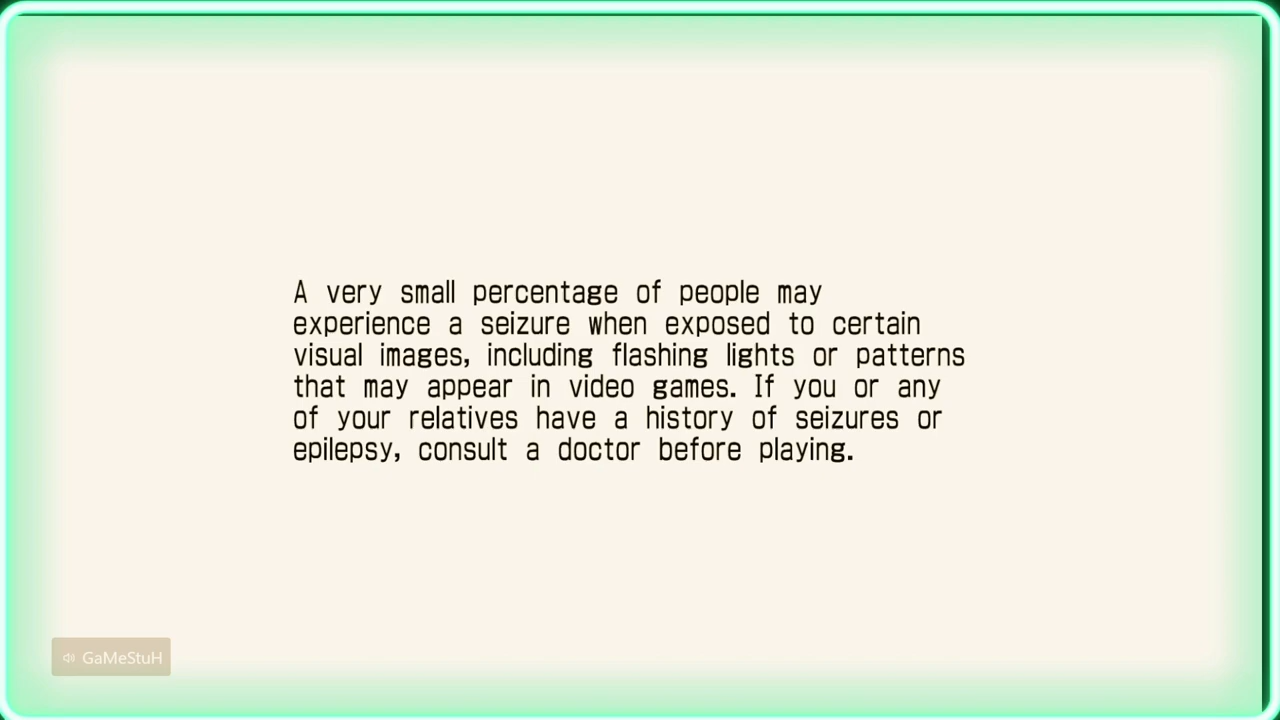 A very small percentage of people may
experience a seizure when exposed to certain
visual images, including flashing lights or patterns
that may appear in video games. If you or any
of your relatives have a history of seizures or
epilepsy, consult a doctor before playing.
GaMeStuH